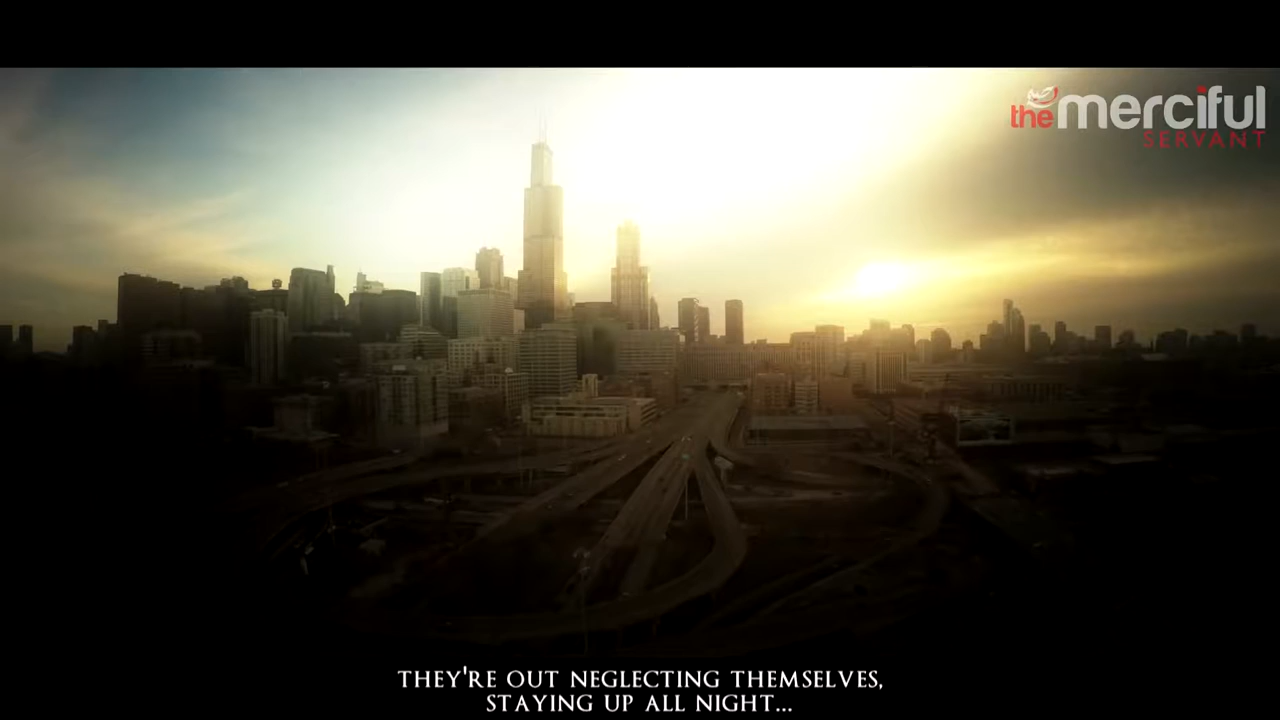 the merciful
SERVANT
THEY'RE OUT NEGLECTING THEMSELVES,
STAYING UP ALL NIGHT...